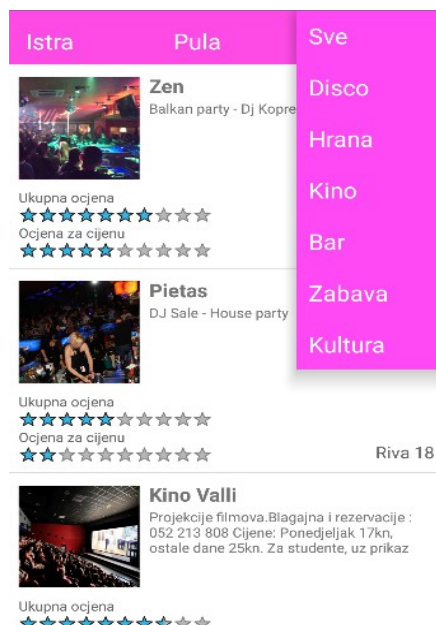 Istra
Pula
Sve
Disco
Hrana
Kino
Bar
Zabava
Kultura
Zen
Balkan party - Dj Kopre
Ukupna ocjena
Ocjena za cijenu
Pietas
DJ Sale - House party
Ukupna ocjena
Ocjena za cijenu
Riva 18
Kino Valli
Projekcije filmova.Blagajna i rezervacije :
052 213 808 Cijene: Ponedjeljak 17kn,
ostale dane 25kn. Za studente, uz prikaz
Ukupna ocjena